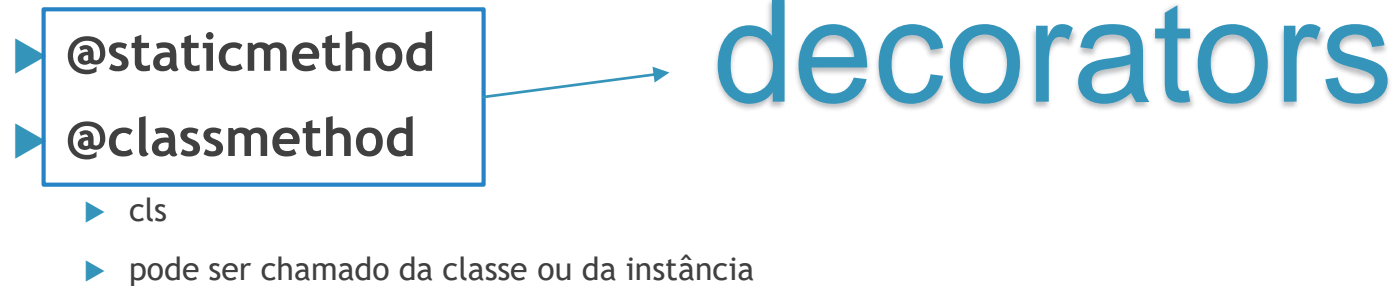 @staticmethod
@classmethod
decorators
cls
pode ser chamado da classe ou da instância